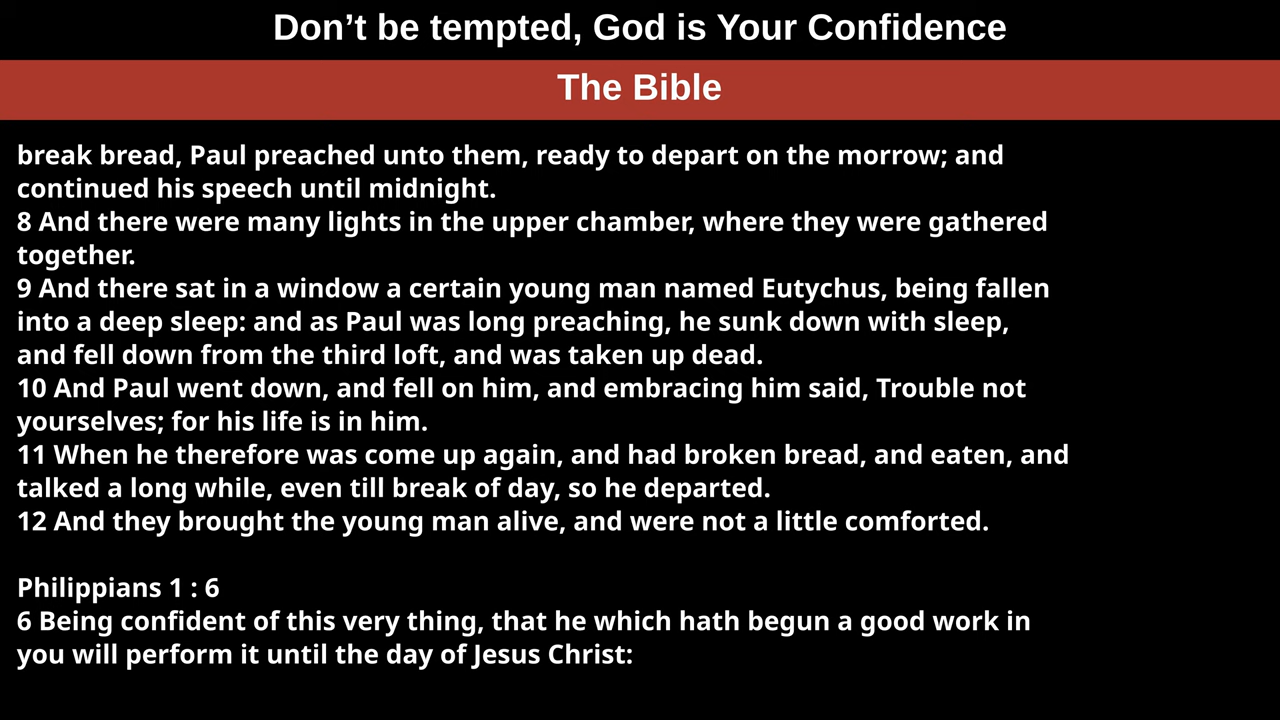 Don’t be tempted, God is Your Confidence
The Bible
break bread, Paul preached unto them, ready to depart on the morrow; and
continued his speech until midnight.
8 And there were many lights in the upper chamber, where they were gathered
together.
9 And there sat in a window a certain young man named Eutychus, being fallen
into a deep sleep: and as Paul was long preaching, he sunk down with sleep,
and fell down from the third loft, and was taken up dead.
10 And Paul went down, and fell on him, and embracing him said, Trouble not
yourselves; for his life is in him.
11 When he therefore was come up again, and had broken bread, and eaten, and
talked a long while, even till break of day, so he departed.
12 And they brought the young man alive, and were not a little comforted.
Philippians 1 : 6
6 Being confident of this very thing, that he which hath begun a good work in
you will perform it until the day of Jesus Christ: